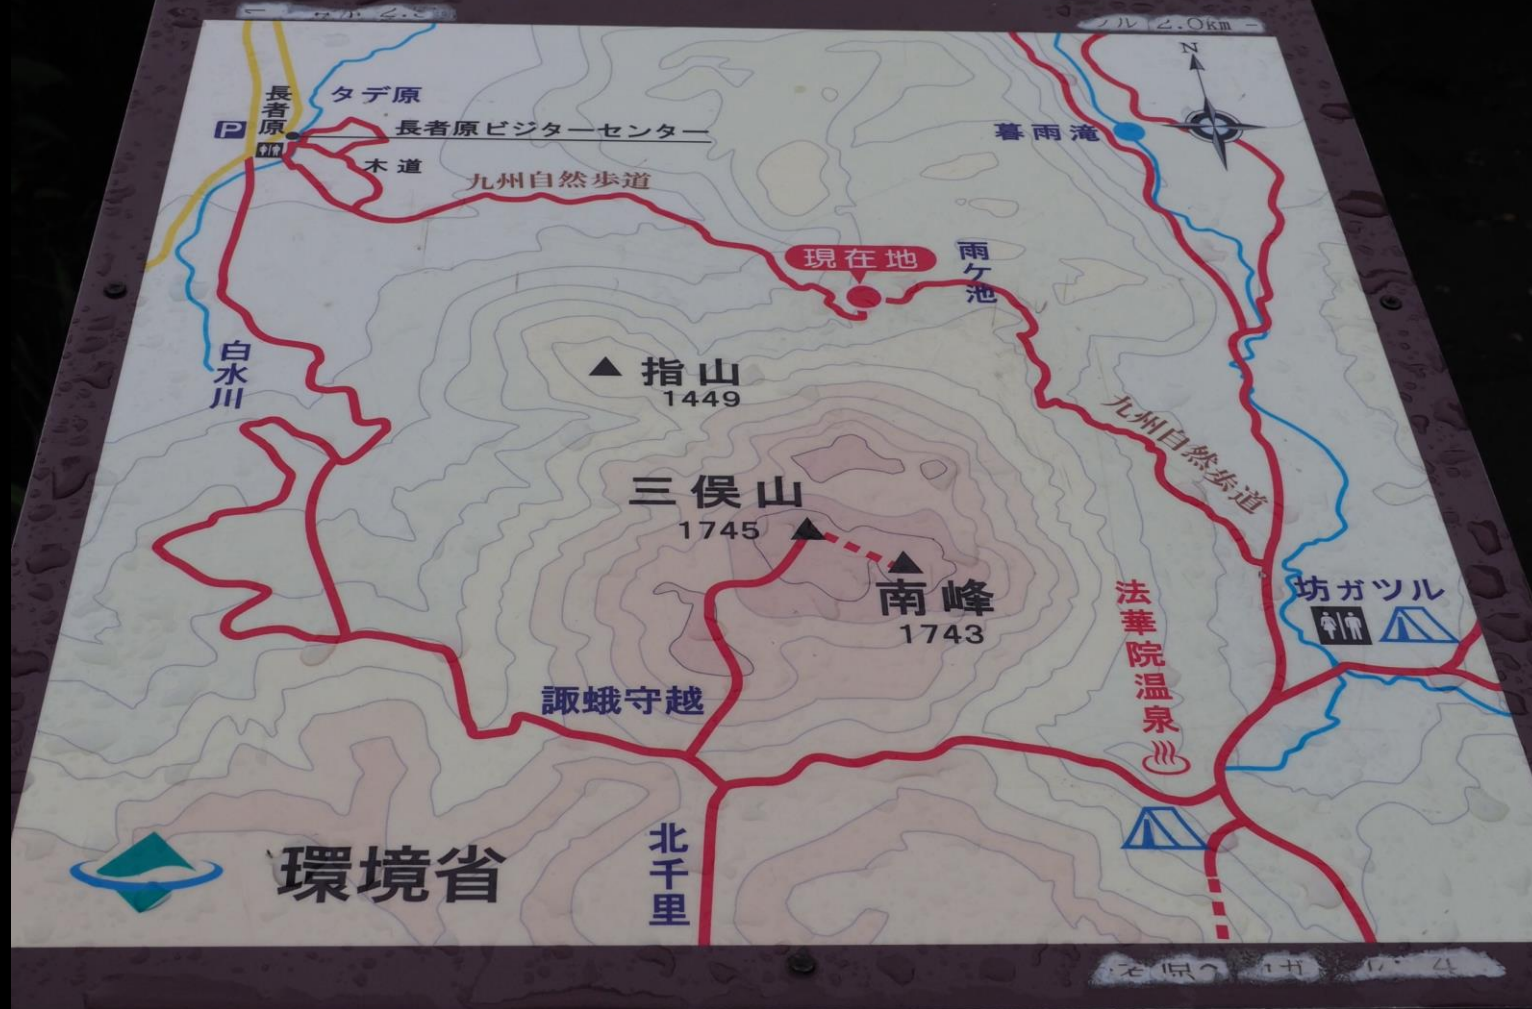 2.0km
N
長者原
タデ原
P
長者原ビジターセンター
木道
九州自然歩道
暮雨滝
現在地
雨ケ池
白水川
指山
1449
九州自然歩道
三俣山
1745
南峰
1743
坊ガツル
法華院温泉
諏蛾守越
北千里
環境省